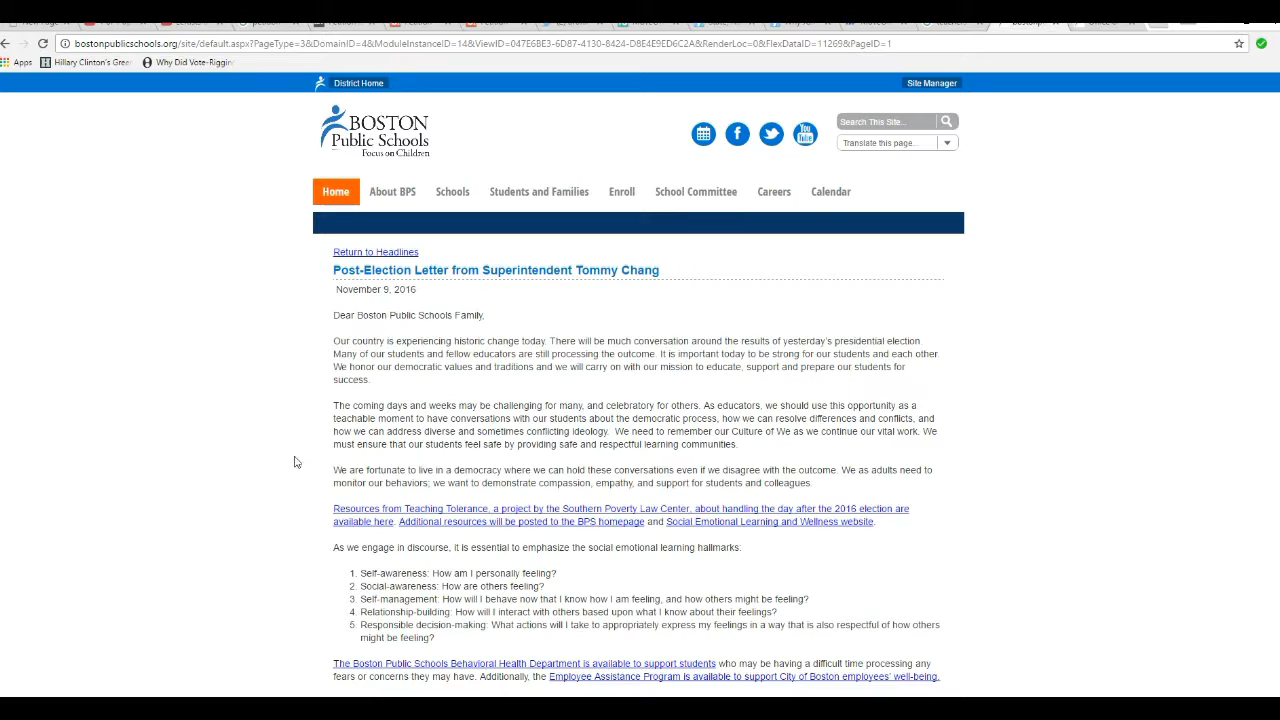 bostonpublicschools.org/site/default.aspx?PageType=3&DomainID=4&ModuleInstanceID=14&ViewID=047E6BE3-6D87-4130-8424-D8E4E9ED6C2A&RenderLoc=0&FlexDataID=11269&PageID=1
Apps Hillary Clinton's Gree Why Did Vote-Riggin
District Home Site Manager
BOSTON
Public Schools
Focus on Children
You Tube
Search This Site...
Translate this page...
Home About BPS Schools Students and Families Enroll School Committee Careers Calendar
Return to Headlines
Post-Election Letter from Superintendent Tommy Chang
November 9, 2016
Dear Boston Public Schools Family,
Our country is experiencing historic change today. There will be much conversation around the results of yesterday's presidential election.
Many of our students and fellow educators are still processing the outcome. It is important today to be strong for our students and each other.
We honor our democratic values and traditions and we will carry on with our mission to educate, support and prepare our students for
success.
The coming days and weeks may be challenging for many, and celebratory for others. As educators, we should use this opportunity as a
teachable moment to have conversations with our students about the democratic process, how we can resolve differences and conflicts, and
how we can address diverse and sometimes conflicting ideology. We need to remember our Culture of We as we continue our vital work. We
must ensure that our students feel safe by providing safe and respectful learning communities.
We are fortunate to live in a democracy where we can hold these conversations even if we disagree with the outcome. We as adults need to
monitor our behaviors; we want to demonstrate compassion, empathy, and support for students and colleagues.
Resources from Teaching Tolerance, a project by the Southern Poverty Law Center, about handling the day after the 2016 election are
available here. Additional resources will be posted to the BPS homepage and Social Emotional Learning and Wellness website.
As we engage in discourse, it is essential to emphasize the social emotional learning hallmarks:
1. Self-awareness: How am I personally feeling?
2. Social-awareness: How are others feeling?
3. Self-management: How will I behave now that I know how I am feeling, and how others might be feeling?
4. Relationship-building: How will I interact with others based upon what I know about their feelings?
5. Responsible decision-making: What actions will I take to appropriately express my feelings in a way that is also respectful of how others
might be feeling?
The Boston Public Schools Behavioral Health Department is available to support students who may be having a difficult time processing any
fears or concerns they may have. Additionally, the Employee Assistance Program is available to support City of Boston employees' well-being.